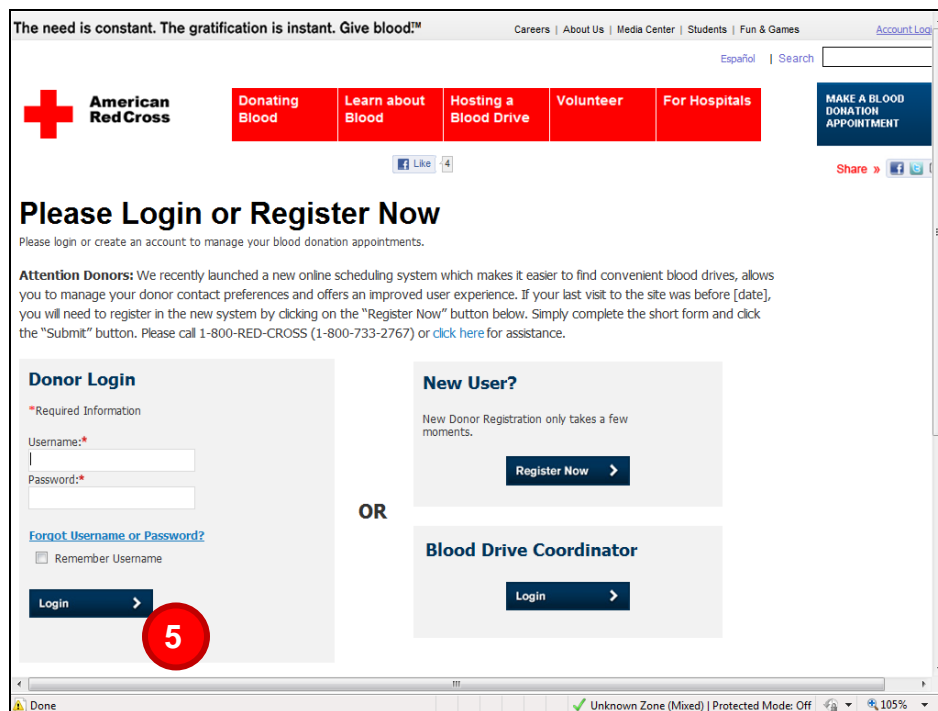 The need is constant. The gratification is instant. Give blood.™
Careers | About Us | Media Center | Students | Fun & Games
Español | Search
American
Red Cross
Donating
Blood
Learn about
Blood
Hosting a
Blood Drive
Volunteer
For Hospitals
MAKE A BLOOD
DONATION
APPOINTMENT
Like 4
Share »
Please Login or Register Now
Please login or create an account to manage your blood donation appointments.
Attention Donors: We recently launched a new online scheduling system which makes it easier to find convenient blood drives, allows
you to manage your donor contact preferences and offers an improved user experience. If your last visit to the site was before [date],
you will need to register in the new system by clicking on the “Register Now” button below. Simply complete the short form and click
the “Submit” button. Please call 1-800-RED-CROSS (1-800-733-2767) or click here for assistance.
Donor Login
*Required Information
Username:*
Password:*
Forgot Username or Password?
Remember Username
Login
5
OR
New User?
New Donor Registration only takes a few
moments.
Register Now
Blood Drive Coordinator
Login
Done
Unknown Zone (Mixed) | Protected Mode: Off
105%